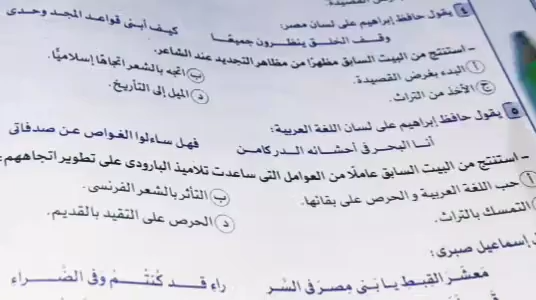 القصيدة.
٤ يقول حافظ إبراهيم على لسان مصر:
وقف الخلق ينظرون جميعًا كيف أبنى قواعد المجد وحدى
- استنتج من البيت السابق مظهرًا من مظاهر التجديد عند الشاعر.
أ البدء بغرض القصيدة. ب اتجه بالشعر اتجاهًا إسلاميًا.
ج الأخذ من التراث. د الميل إلى التأريخ.
٥ يقول حافظ إبراهيم على لسان اللغة العربية:
أنا البحر فى أحشائه الدر كامن فهل ساءلوا الغواص عن صدفاتى
- استنتج من البيت السابق عاملًا من العوامل التى ساعدت تلاميذ البارودى على تطوير اتجاههم:
أ حب اللغة العربية و الحرص على بقائها. ب التأثر بالشعر الفرنسى.
التمسك بالتراث. د الحرص على التقيد بالقديم.
إسماعيل صبرى:
معشر القبط يا بنى مصر فى السر راء قد كنتم وفى الضراء